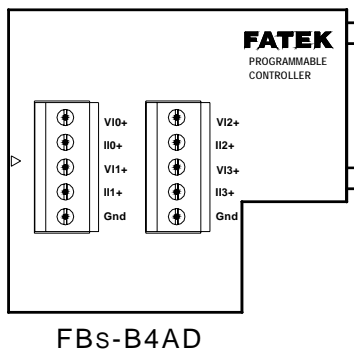 FATEK
PROGRAMMABLE
CONTROLLER
VI0+
II0+
VI1+
II1+
Gnd
VI2+
II2+
VI3+
II3+
Gnd
FBs-B4AD